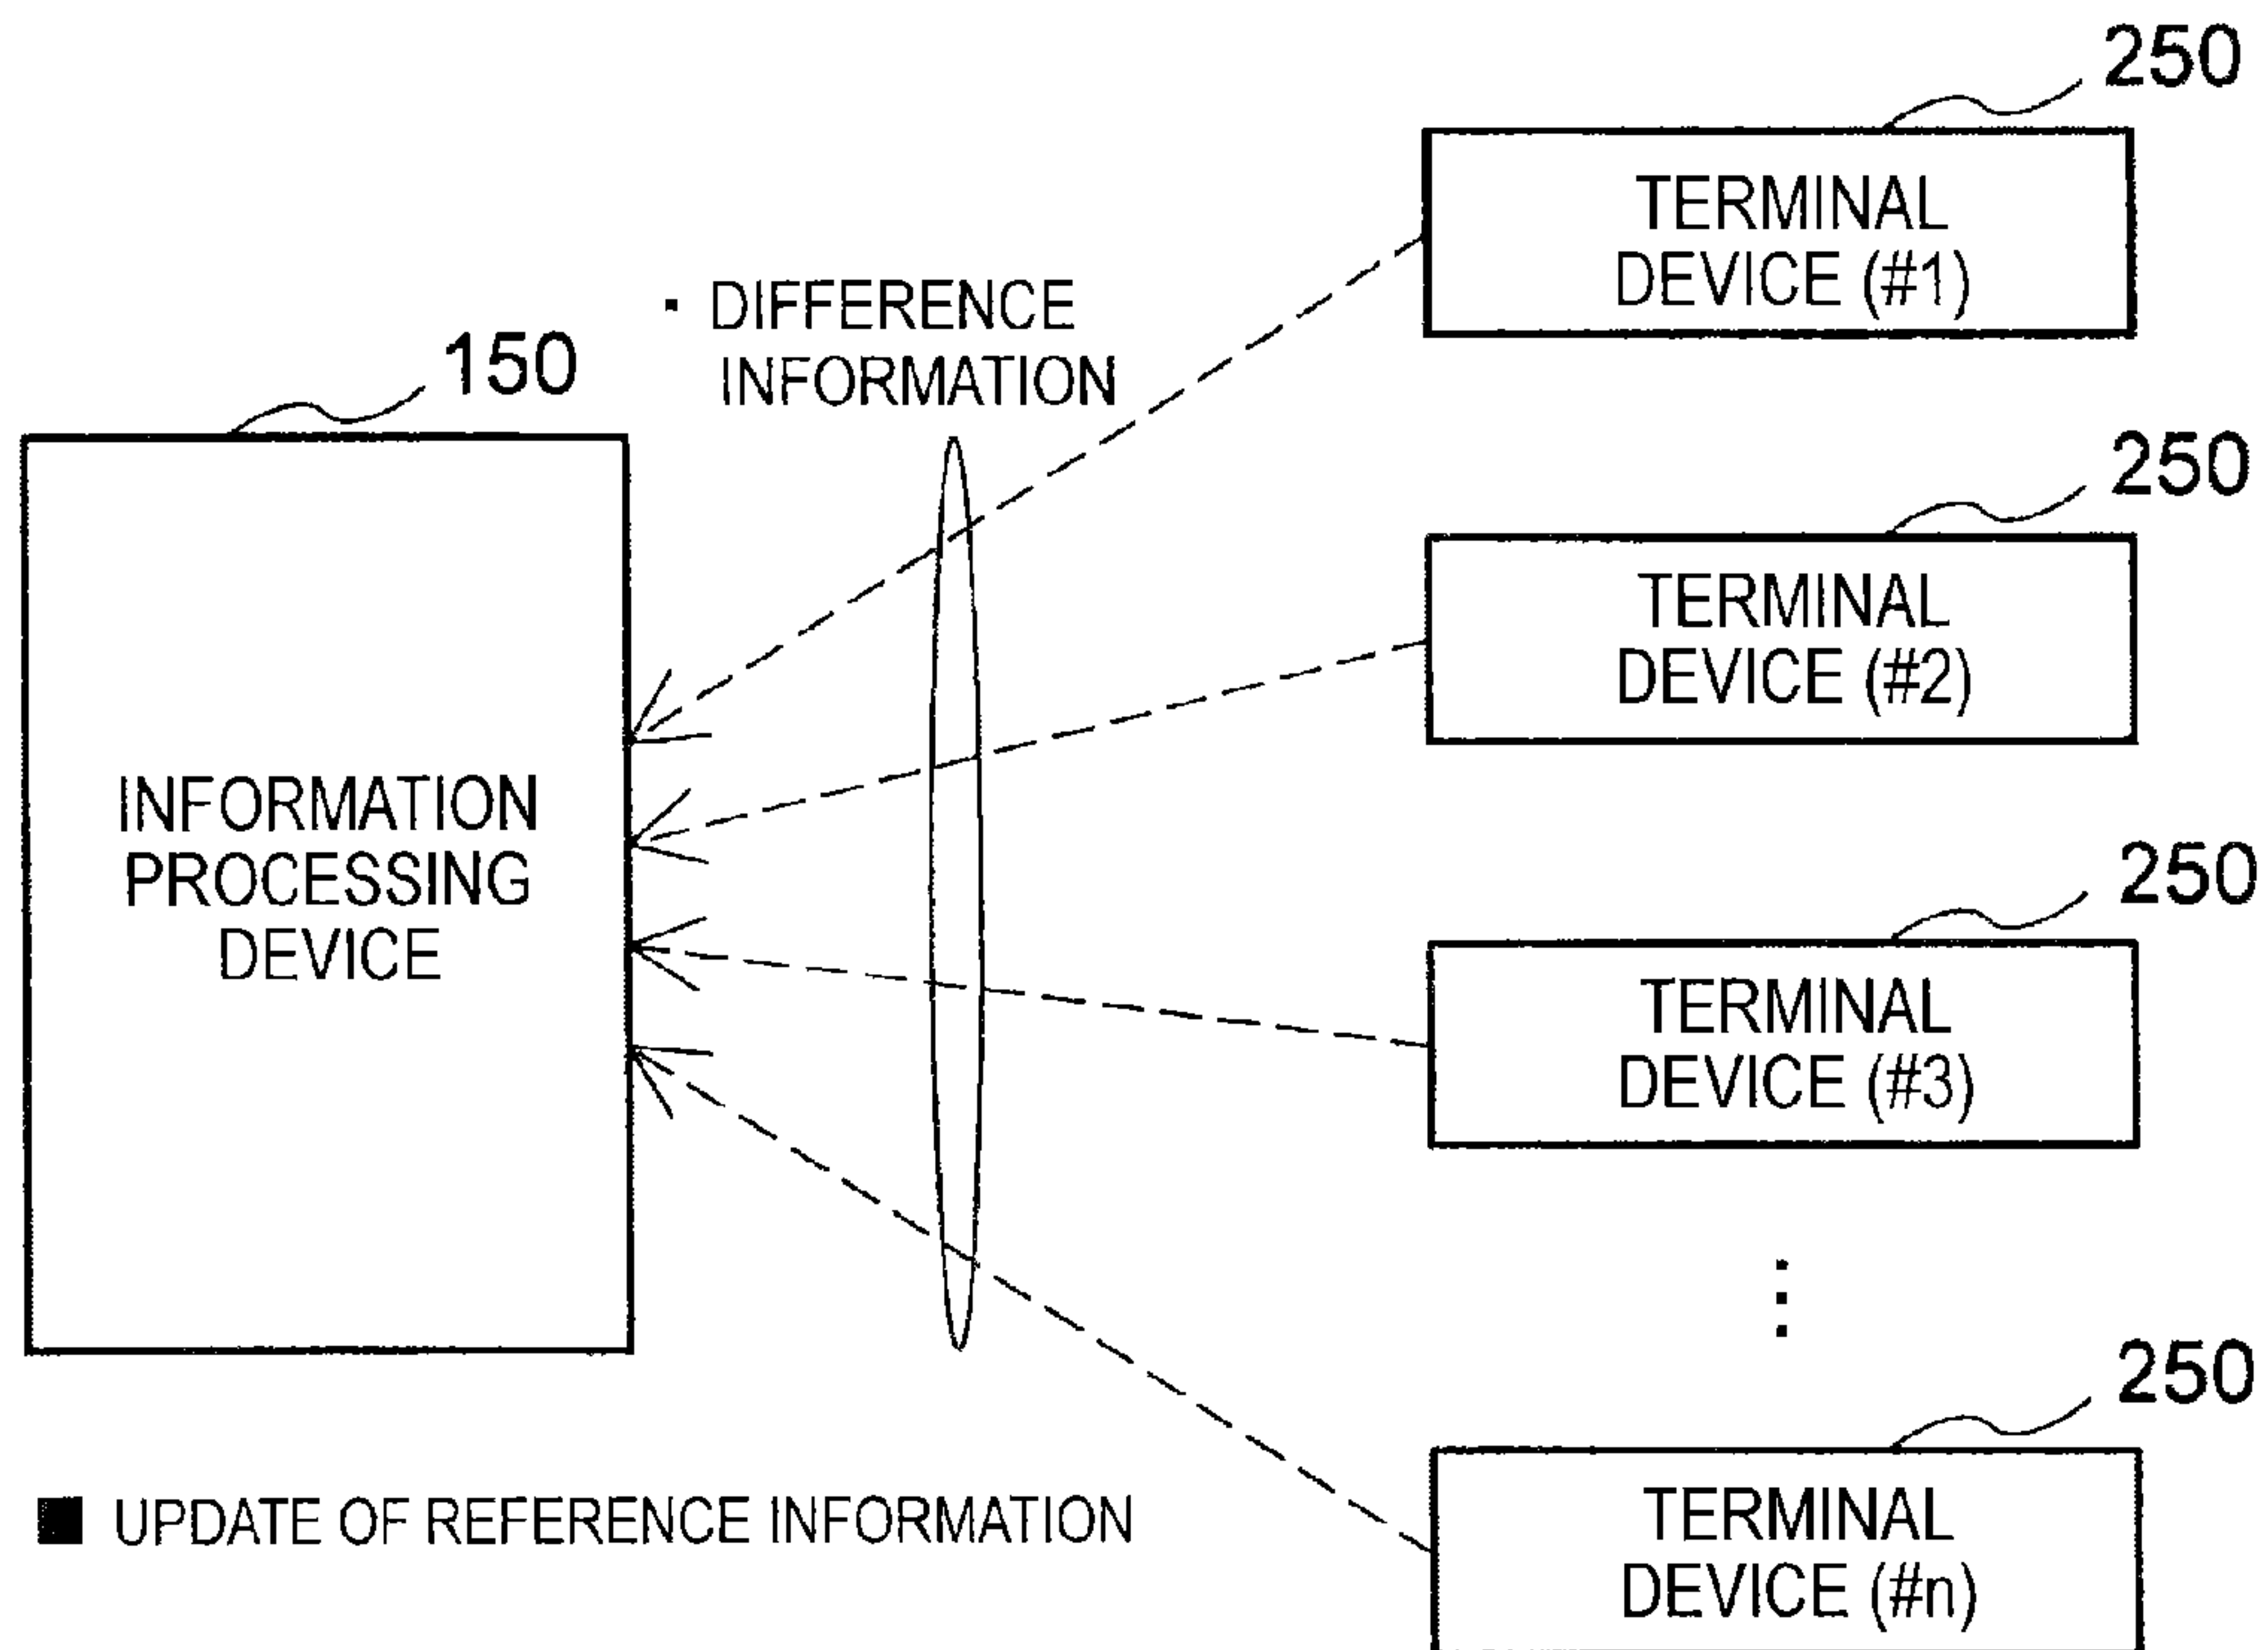 250
TERMINAL
DEVICE (#1)
· DIFFERENCE
INFORMATION
150
250
TERMINAL
DEVICE (#2)
INFORMATION
PROCESSING
DEVICE
250
TERMINAL
DEVICE (#3)
⋮
250
TERMINAL
DEVICE (#n)
■ UPDATE OF REFERENCE INFORMATION